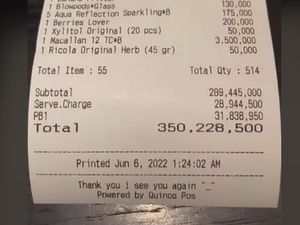 130,000
1 Blowpods*Glass
5 Aqua Reflection Sparkling*B 175,000
1 Berries Lover 200,000
1 Xylitol Original (20 pcs) 50,000
1 Macallan 12 TC*B 3,500,000
1 Ricola Original Herb (45 gr) 50,000
Total Item : 55 Total Qty : 514
Subtotal 289,445,000
Serve.Charge 28,944,500
PB1 31,838,950
Total 350,228,500
Printed Jun 6, 2022 1:24:02 AM
Thank you ! see you again ^_^
Powered by Quinos Pos